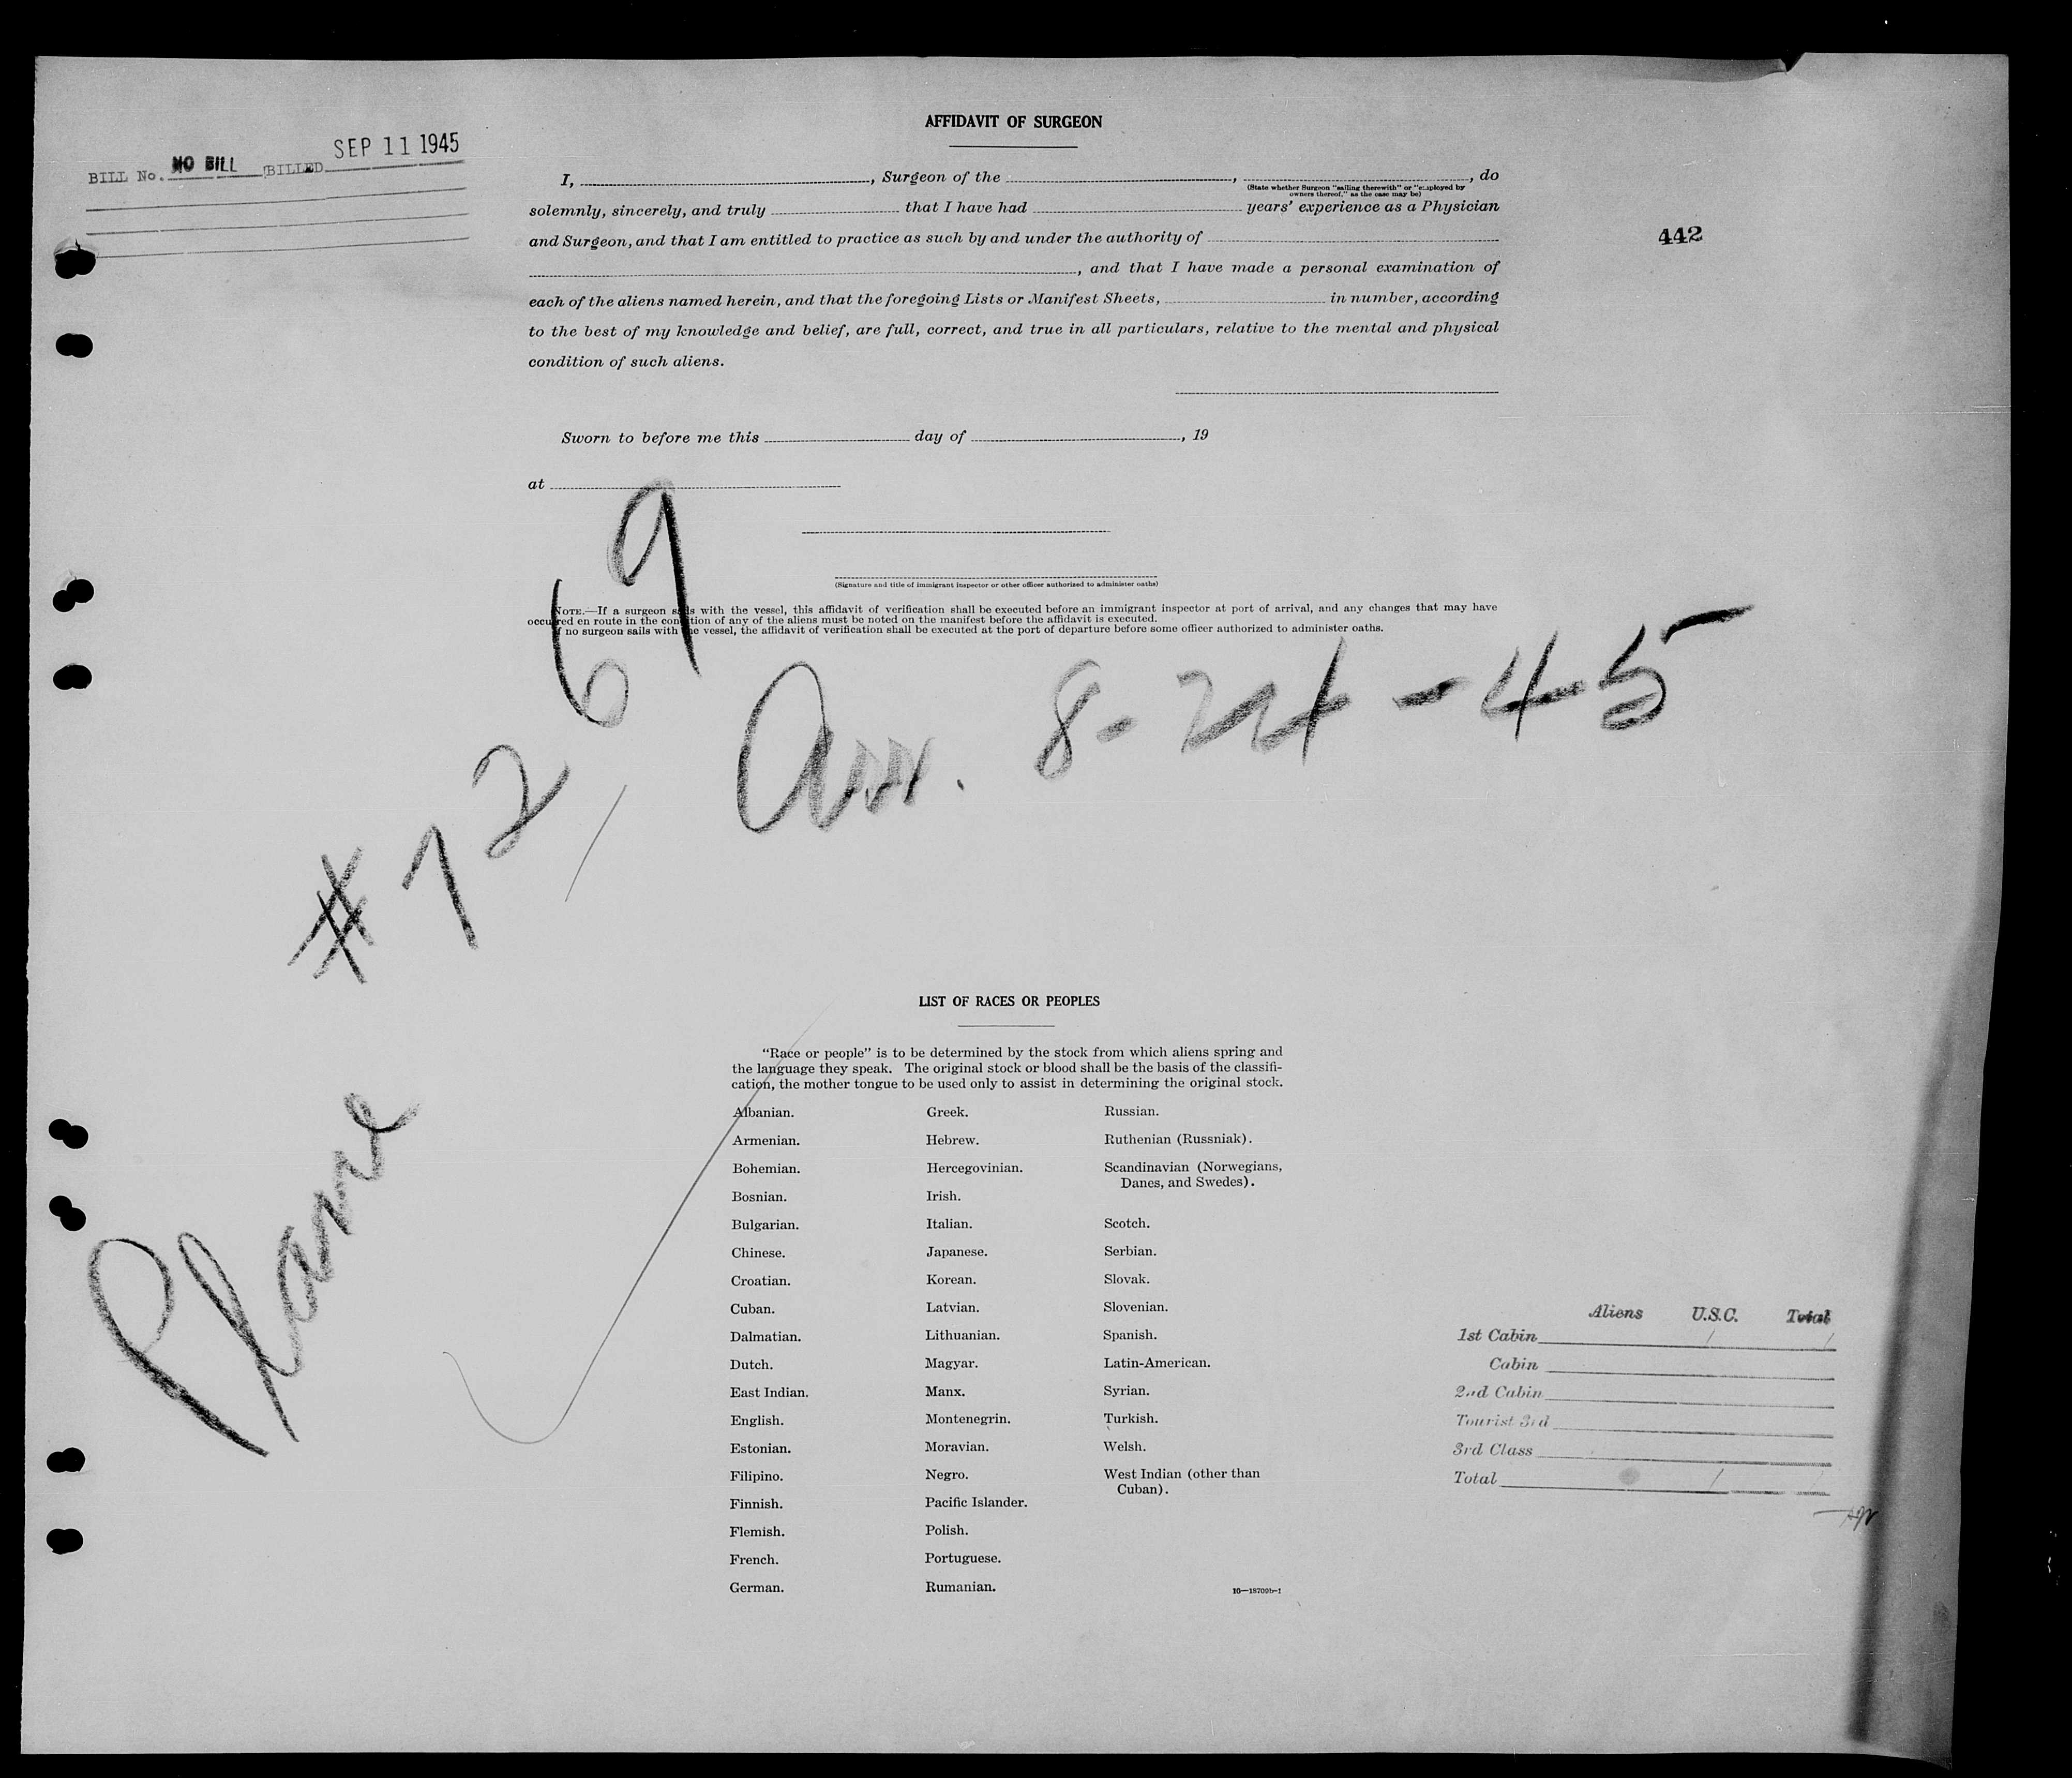 AFFIDAVIT OF SURGEON
BILL No. NO BILL BILLED SEP 11 1945
I, , Surgeon of the , , do
(State whether Surgeon "sailing therewith" or "employed by
owners thereof," as the case may be)
solemnly, sincerely, and truly that I have had years' experience as a Physician
and Surgeon, and that I am entitled to practice as such by and under the authority of
442
, and that I have made a personal examination of
each of the aliens named herein, and that the foregoing Lists or Manifest Sheets, in number, according
to the best of my knowledge and belief, are full, correct, and true in all particulars, relative to the mental and physical
condition of such aliens.
Sworn to before me this day of , 19
at
(Signature and title of immigrant inspector or other officer authorized to administer oaths)
NOTE.—If a surgeon sails with the vessel, this affidavit of verification shall be executed before an immigrant inspector at port of arrival, and any changes that may have
occurred en route in the condition of any of the aliens must be noted on the manifest before the affidavit is executed.
If no surgeon sails with the vessel, the affidavit of verification shall be executed at the port of departure before some officer authorized to administer oaths.
Plane #7269
Arr. 8-24-45
LIST OF RACES OR PEOPLES
"Race or people" is to be determined by the stock from which aliens spring and
the language they speak. The original stock or blood shall be the basis of the classifi-
cation, the mother tongue to be used only to assist in determining the original stock.
Albanian.
Armenian.
Bohemian.
Bosnian.
Bulgarian.
Chinese.
Croatian.
Cuban.
Dalmatian.
Dutch.
East Indian.
English.
Estonian.
Filipino.
Finnish.
Flemish.
French.
German.
Greek.
Hebrew.
Hercegovinian.
Irish.
Italian.
Japanese.
Korean.
Latvian.
Lithuanian.
Magyar.
Manx.
Montenegrin.
Moravian.
Negro.
Pacific Islander.
Polish.
Portuguese.
Rumanian.
Russian.
Ruthenian (Russniak).
Scandinavian (Norwegians,
Danes, and Swedes).
Scotch.
Serbian.
Slovak.
Slovenian.
Spanish.
Latin-American.
Syrian.
Turkish.
Welsh.
West Indian (other than
Cuban).
16—18709b-1
Aliens U.S.C. Total
1st Cabin / /
Cabin
2nd Cabin
Tourist 3rd
3rd Class
Total / /